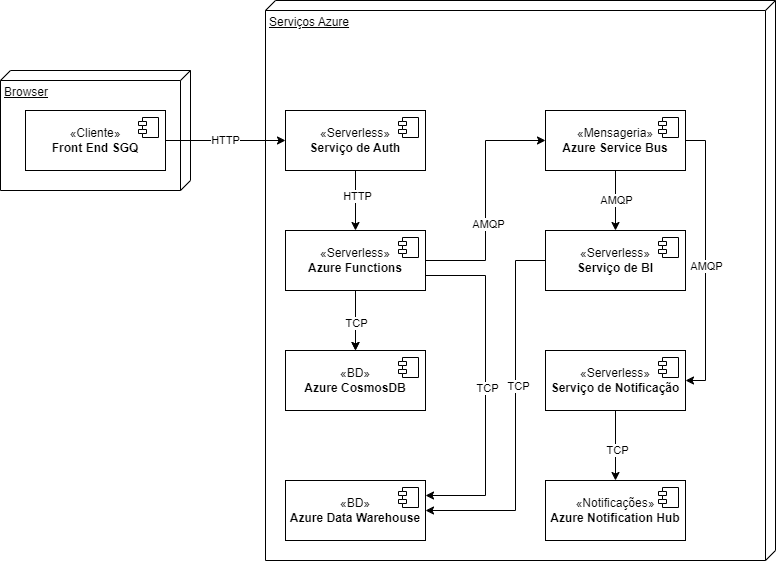 Serviços Azure
Browser
«Cliente»
Front End SGQ
HTTP
«Serverless»
Serviço de Auth
«Mensageria»
Azure Service Bus
HTTP
AMQP
AMQP
«Serverless»
Azure Functions
«Serverless»
Serviço de BI
AMQP
TCP
«BD»
Azure CosmosDB
TCP
TCP
«Serverless»
Serviço de Notificação
TCP
«BD»
Azure Data Warehouse
«Notificações»
Azure Notification Hub